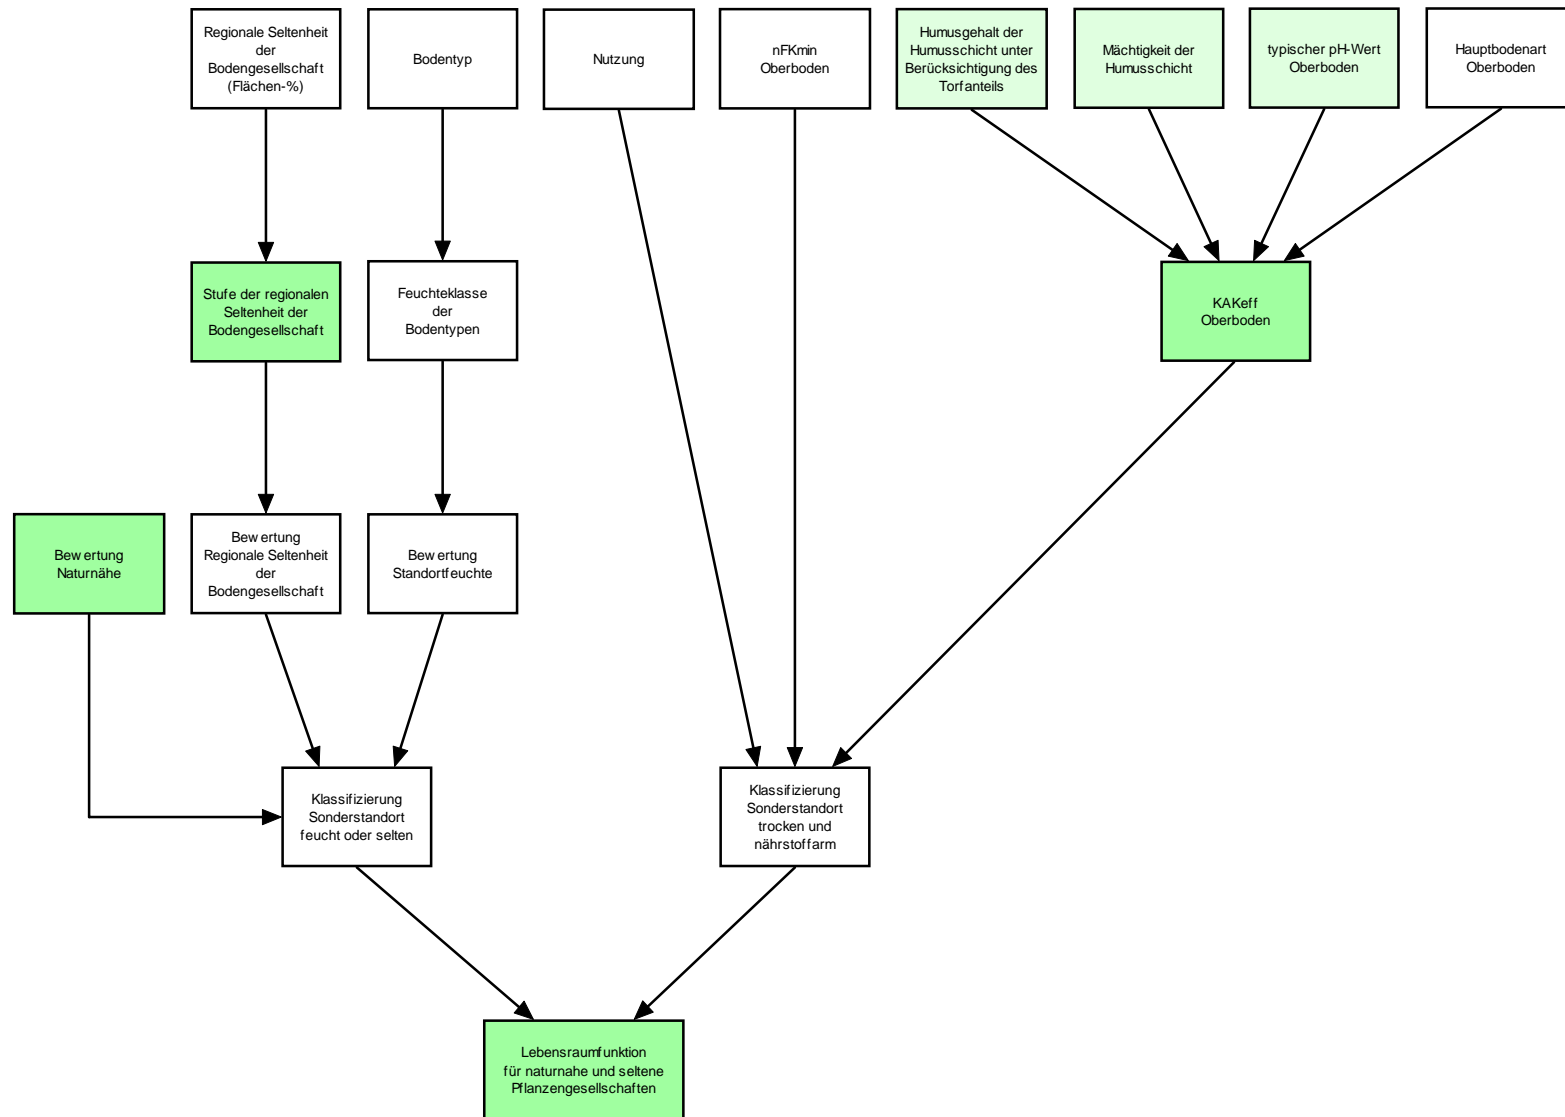 Regionale Seltenheit
der
Bodengesellschaft
(Flächen-%)
Bodentyp
Nutzung
nFKmin
Oberboden
Humusgehalt der
Humusschicht unter
Berücksichtigung des
Torfanteils
Mächtigkeit der
Humusschicht
typischer pH-Wert
Oberboden
Hauptbodenart
Oberboden
Stufe der regionalen
Seltenheit der
Bodengesellschaft
Feuchteklasse
der
Bodentypen
KAKeff
Oberboden
Bewertung
Naturnähe
Bewertung
Regionale Seltenheit
der
Bodengesellschaft
Bewertung
Standortfeuchte
Klassifizierung
Sonderstandort
feucht oder selten
Klassifizierung
Sonderstandort
trocken und
nährstoffarm
Lebensraumfunktion
für naturnahe und seltene
Pflanzengesellschaften